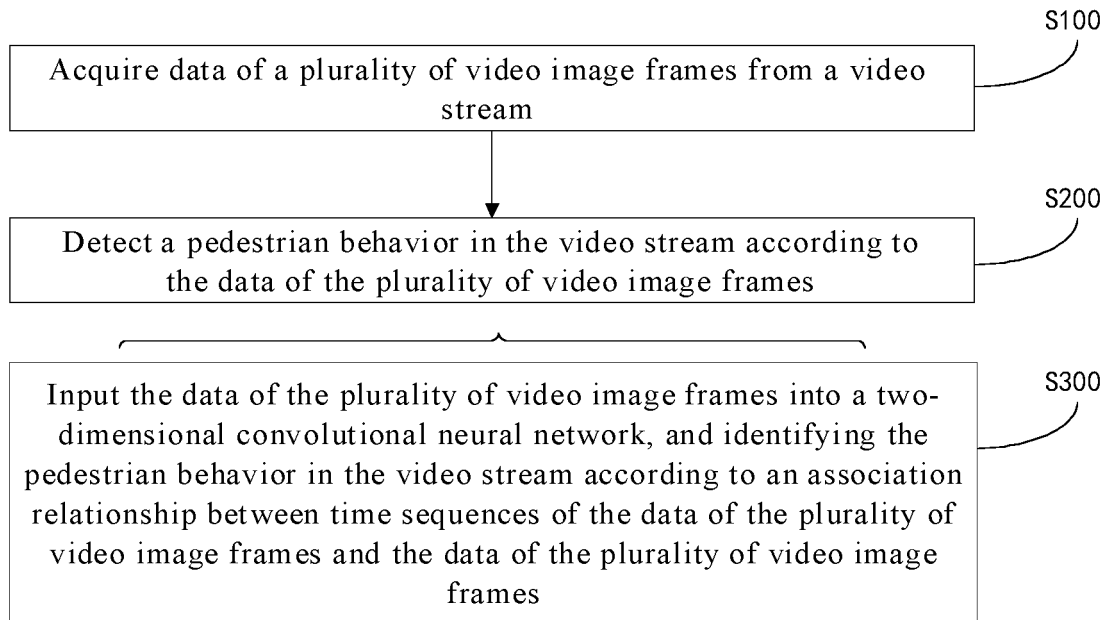 S100
Acquire data of a plurality of video image frames from a video
stream
S200
Detect a pedestrian behavior in the video stream according to
the data of the plurality of video image frames
S300
Input the data of the plurality of video image frames into a two-
dimensional convolutional neural network, and identifying the
pedestrian behavior in the video stream according to an association
relationship between time sequences of the data of the plurality of
video image frames and the data of the plurality of video image
frames